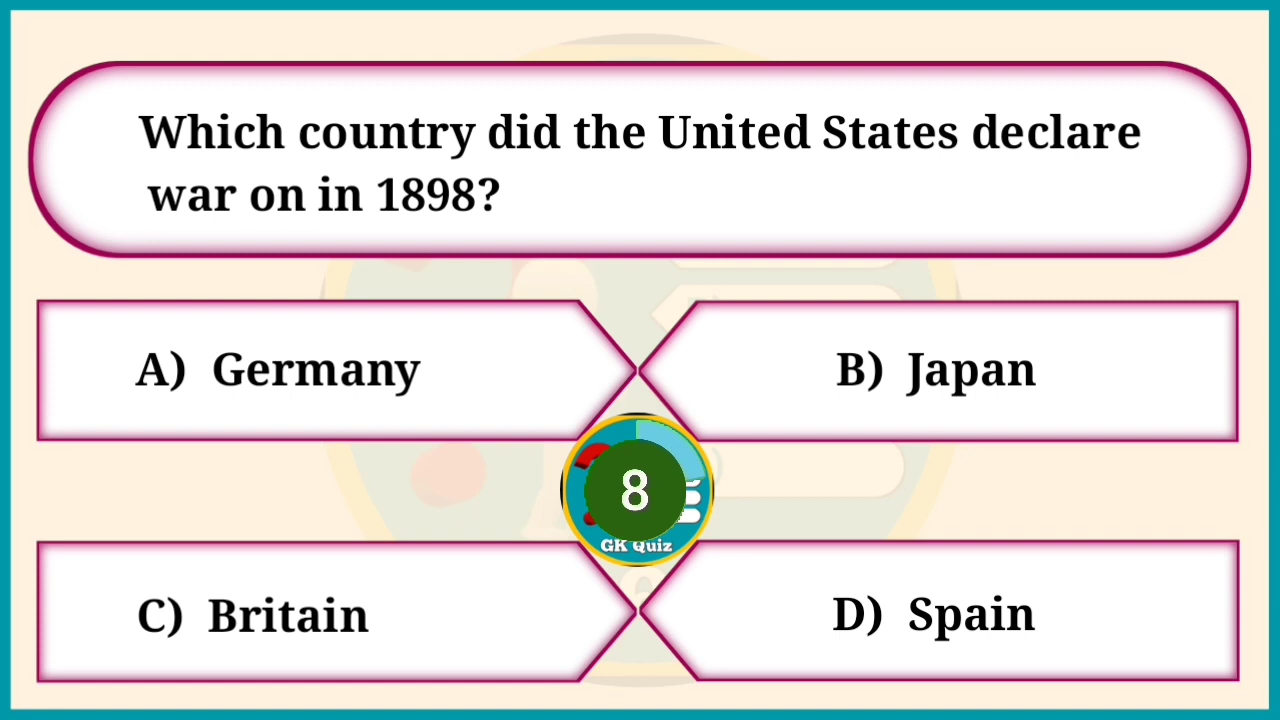 Which country did the United States declare
war on in 1898?
A) Germany
B) Japan
8
GK Quiz
C) Britain
D) Spain